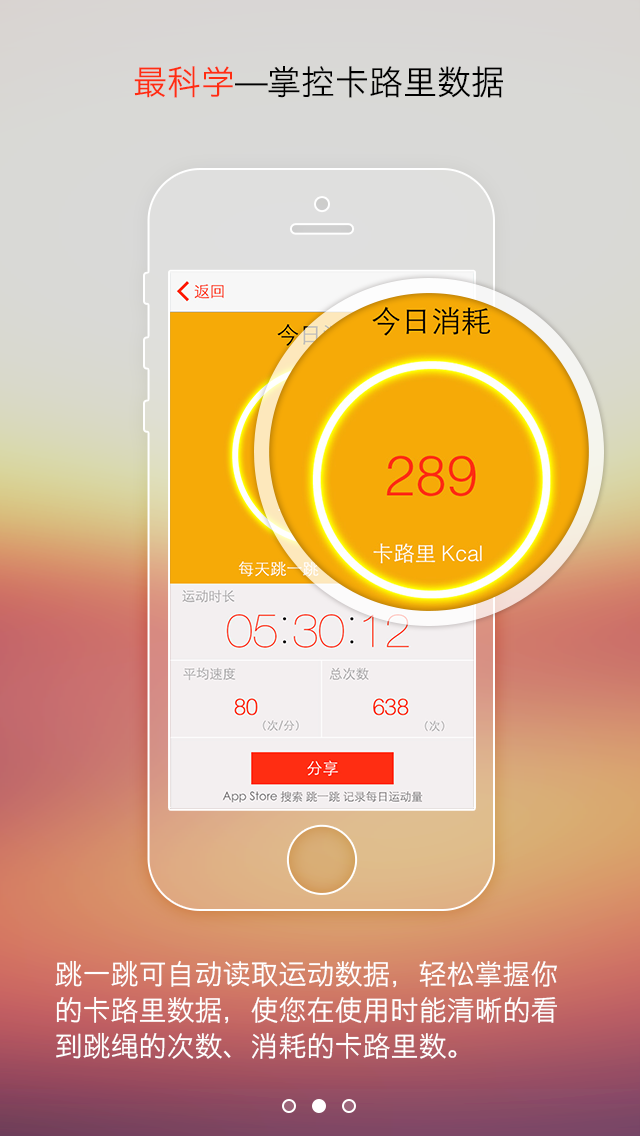 最科学—掌控卡路里数据
返回
今日消耗
289
卡路里 Kcal
每天跳一跳
运动时长
05:30:12
平均速度
80
(次/分)
总次数
638
(次)
分享
App Store 搜索 跳一跳 记录每日运动量
跳一跳可自动读取运动数据，轻松掌握你
的卡路里数据，使您在使用时能清晰的看
到跳绳的次数、消耗的卡路里数。